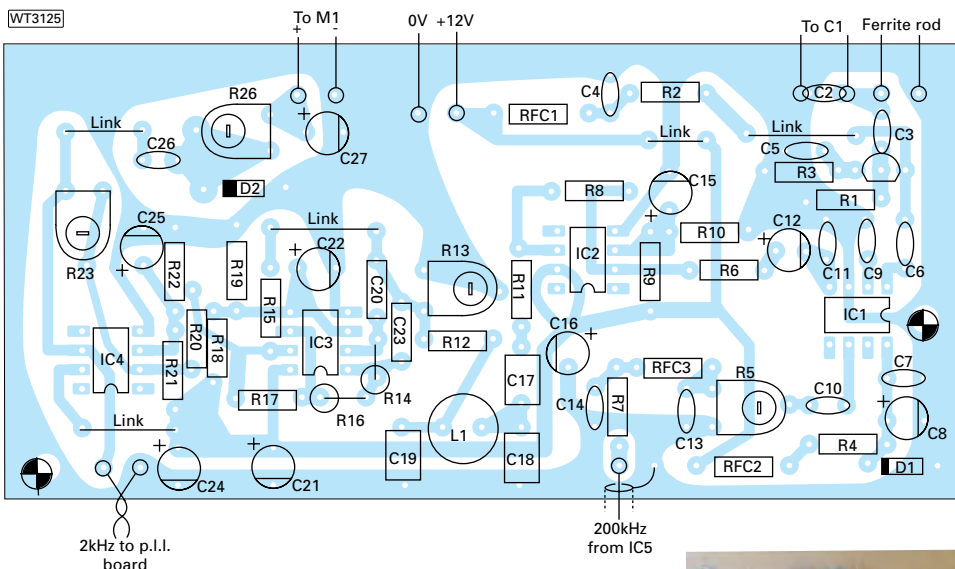 WT3125
To M1
+ -
0V +12V
To C1
Ferrite rod
R26
C4
R2
C2
RFC1
Link
Link
Link
C3
C26
+
C27
C5
R3
D2
R8
C15
+
R1
C25
+
Link
R13
C12
+
R10
R23
R22
R19
C22
+
IC2
R9
R6
C11
C9
C6
R15
C20
R11
IC1
IC4
R20
R18
IC3
C23
R12
C16
+
R21
R14
C17
RFC3
R5
C7
R17
R16
C14
R7
C10
+
C8
Link
L1
C13
R4
+
C24
+
C21
C19
C18
RFC2
D1
2kHz to p.l.l.
board
200kHz
from IC5